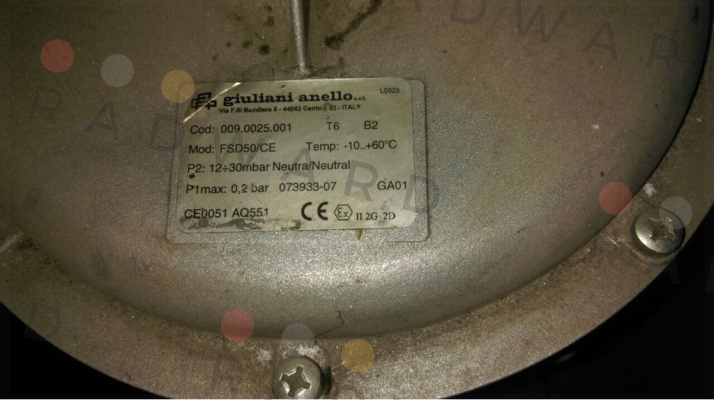 giuliani anello s.r.l.
L0323
Via F.lli Bandiera 8 - 44042 Cento (FE) - ITALY
Cod: 009.0025.001 T6 B2
Mod: FSD50/CE Temp: -10..+60°C
P2: 12÷30mbar Neutra/Neutral
P1max: 0,2 bar 073933-07 GA01
CE0051 AQ551 CE Ex II 2G 2D